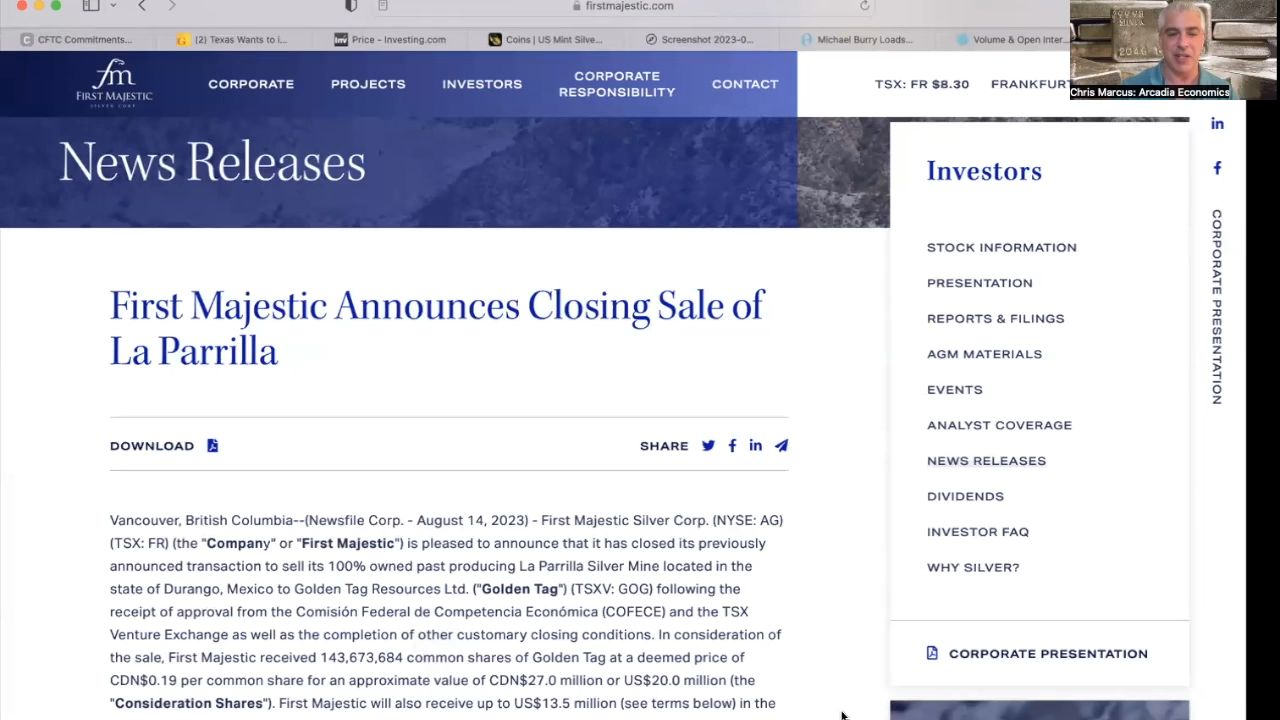 firstmajestic.com
CFTC Commitments...
(2) Texas Wants to i...
Inv
Price - Investing.com
Coins | US Mint Silve...
Screenshot 2023-0...
Michael Burry Loads...
Volume & Open Inter...
Chris Marcus: Arcadia Economics
fm
FIRST MAJESTIC
SILVER CORP
CORPORATE
PROJECTS
INVESTORS
CORPORATE
RESPONSIBILITY
CONTACT
TSX: FR $8.30
FRANKFURT
News Releases
First Majestic Announces Closing Sale of
La Parrilla
DOWNLOAD
SHARE
Vancouver, British Columbia--(Newsfile Corp. - August 14, 2023) - First Majestic Silver Corp. (NYSE: AG)
(TSX: FR) (the "Company" or "First Majestic") is pleased to announce that it has closed its previously
announced transaction to sell its 100% owned past producing La Parrilla Silver Mine located in the
state of Durango, Mexico to Golden Tag Resources Ltd. ("Golden Tag") (TSXV: GOG) following the
receipt of approval from the Comisión Federal de Competencia Económica (COFECE) and the TSX
Venture Exchange as well as the completion of other customary closing conditions. In consideration of
the sale, First Majestic received 143,673,684 common shares of Golden Tag at a deemed price of
CDN$0.19 per common share for an approximate value of CDN$27.0 million or US$20.0 million (the
"Consideration Shares"). First Majestic will also receive up to US$13.5 million (see terms below) in the
Investors
STOCK INFORMATION
PRESENTATION
REPORTS & FILINGS
AGM MATERIALS
EVENTS
ANALYST COVERAGE
NEWS RELEASES
DIVIDENDS
INVESTOR FAQ
WHY SILVER?
CORPORATE PRESENTATION
CORPORATE PRESENTATION